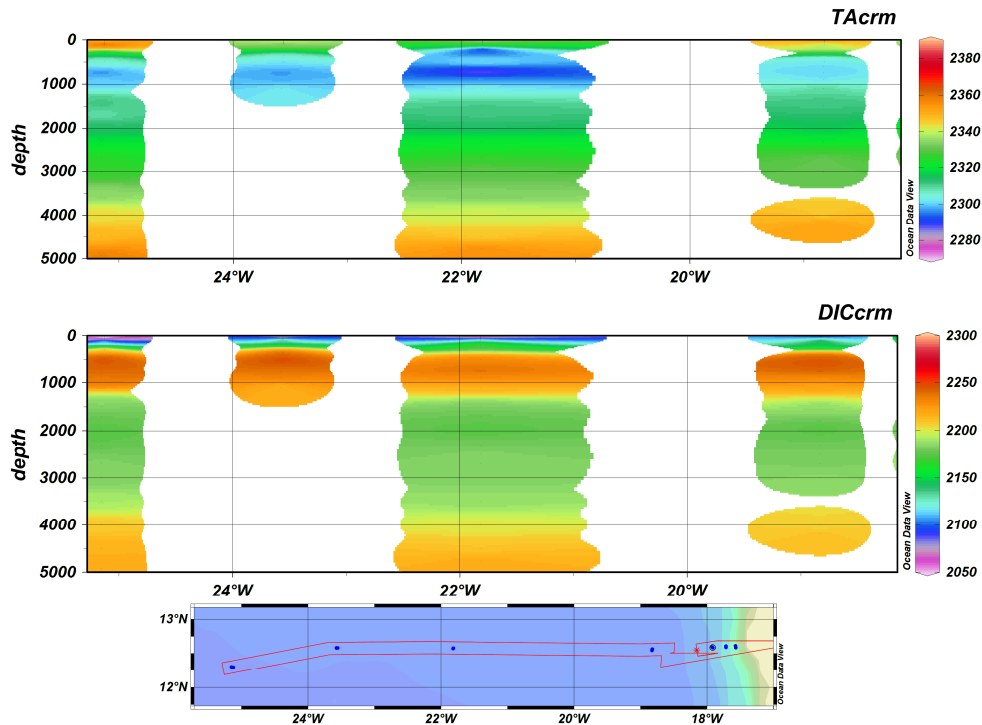 TAcrm
0
1000
2000
3000
4000
5000
depth
24°W
22°W
20°W
Ocean Data View
2380
2360
2340
2320
2300
2280
DICcrm
0
1000
2000
3000
4000
5000
depth
24°W
22°W
20°W
Ocean Data View
2300
2250
2200
2150
2100
2050
13°N
12°N
24°W
22°W
20°W
18°W
Ocean Data View